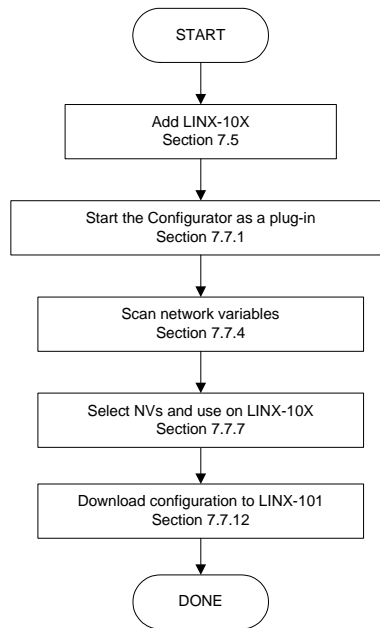 START
Add LINX-10X
Section 7.5
Start the Configurator as a plug-in
Section 7.7.1
Scan network variables
Section 7.7.4
Select NVs and use on LINX-10X
Section 7.7.7
Download configuration to LINX-101
Section 7.7.12
DONE